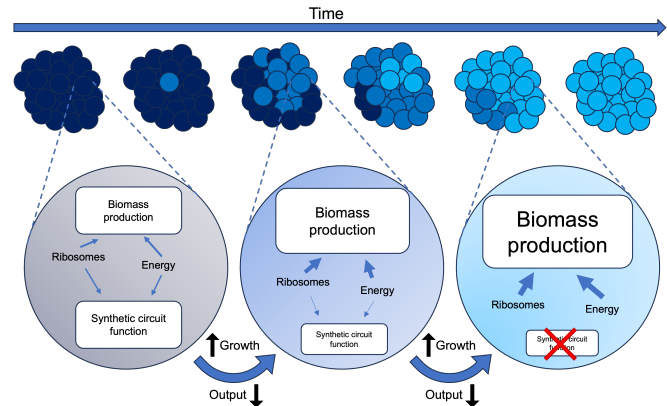 Time
Biomass
production
Ribosomes
Energy
Synthetic circuit
function
Growth
Output
Biomass
production
Ribosomes
Energy
Synthetic circuit
function
Growth
Output
Biomass
production
Ribosomes
Energy
Synthetic circuit
function